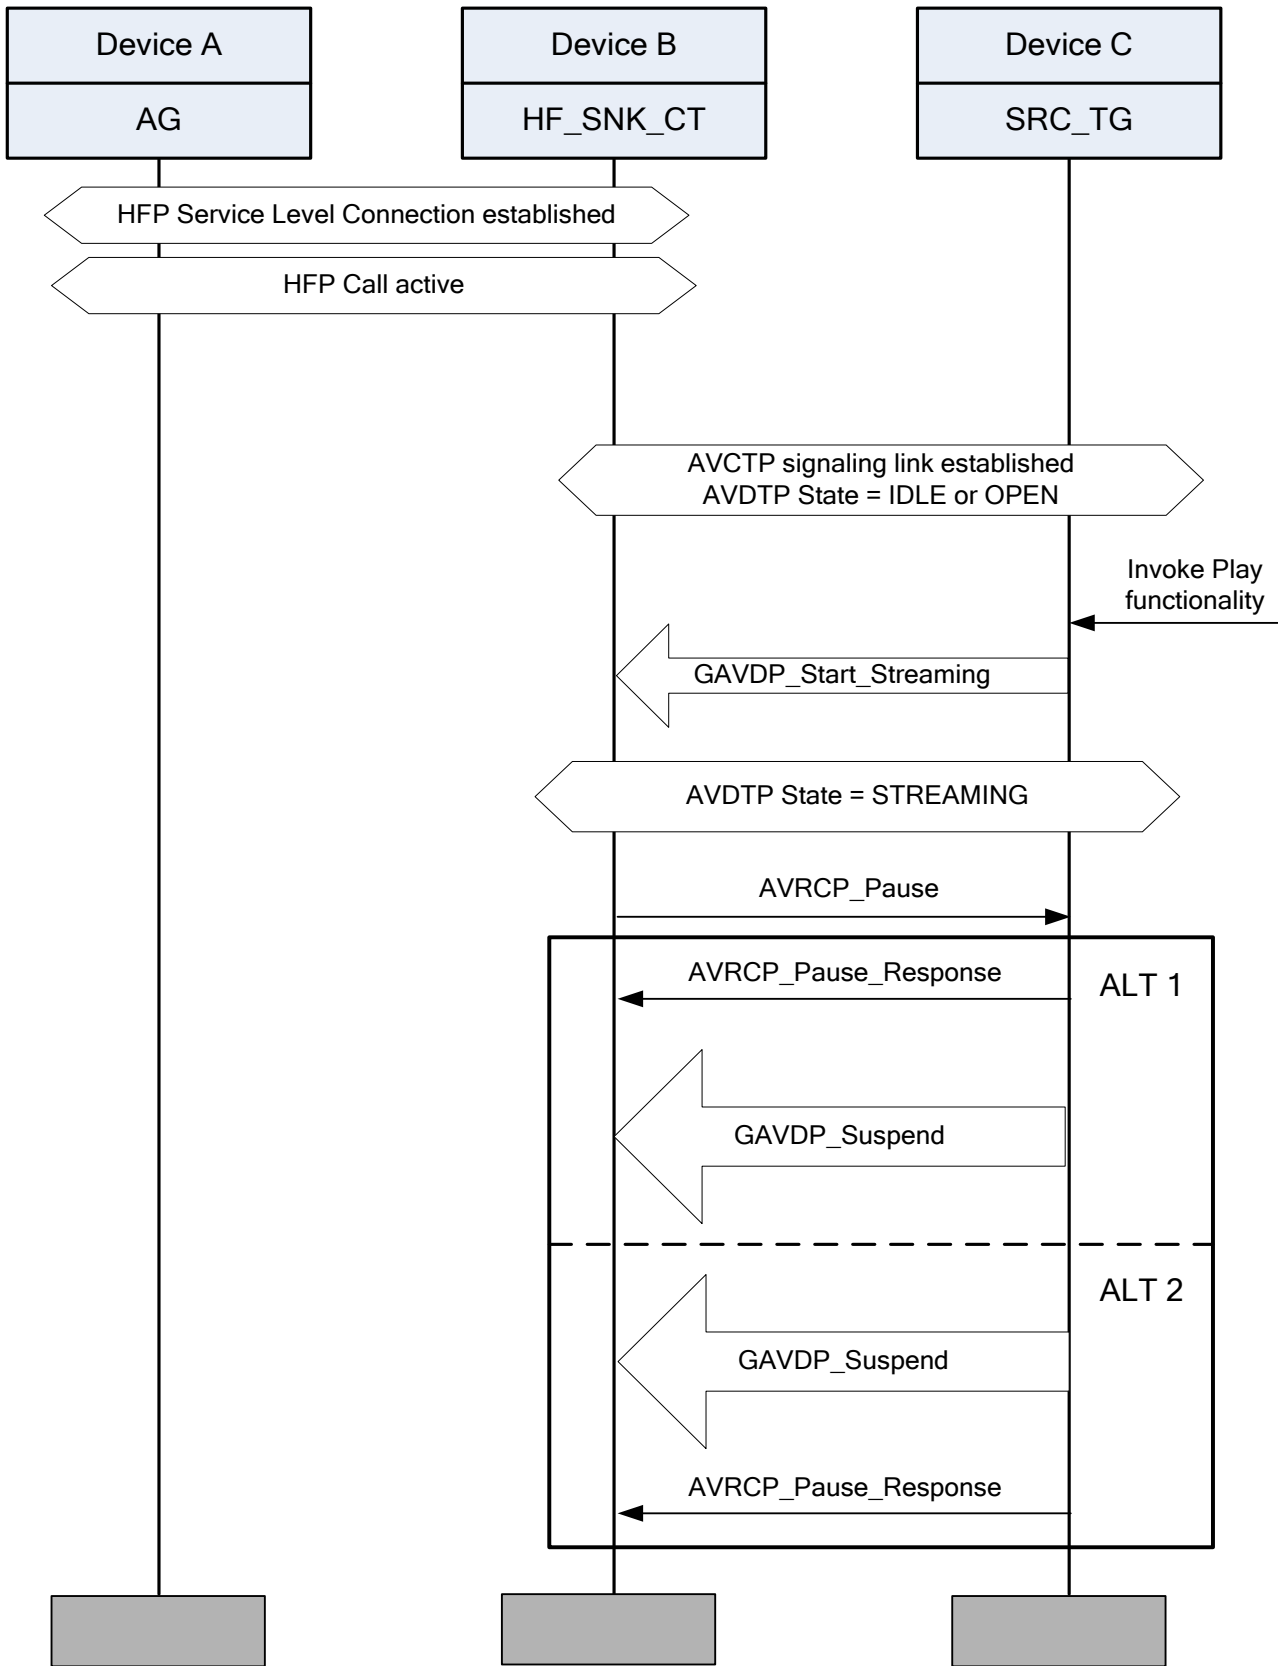 Device A
AG
Device B
HF_SNK_CT
Device C
SRC_TG
HFP Service Level Connection established
HFP Call active
AVCTP signaling link established
AVDTP State = IDLE or OPEN
Invoke Play
functionality
GAVDP_Start_Streaming
AVDTP State = STREAMING
AVRCP_Pause
AVRCP_Pause_Response
ALT 1
GAVDP_Suspend
ALT 2
GAVDP_Suspend
AVRCP_Pause_Response